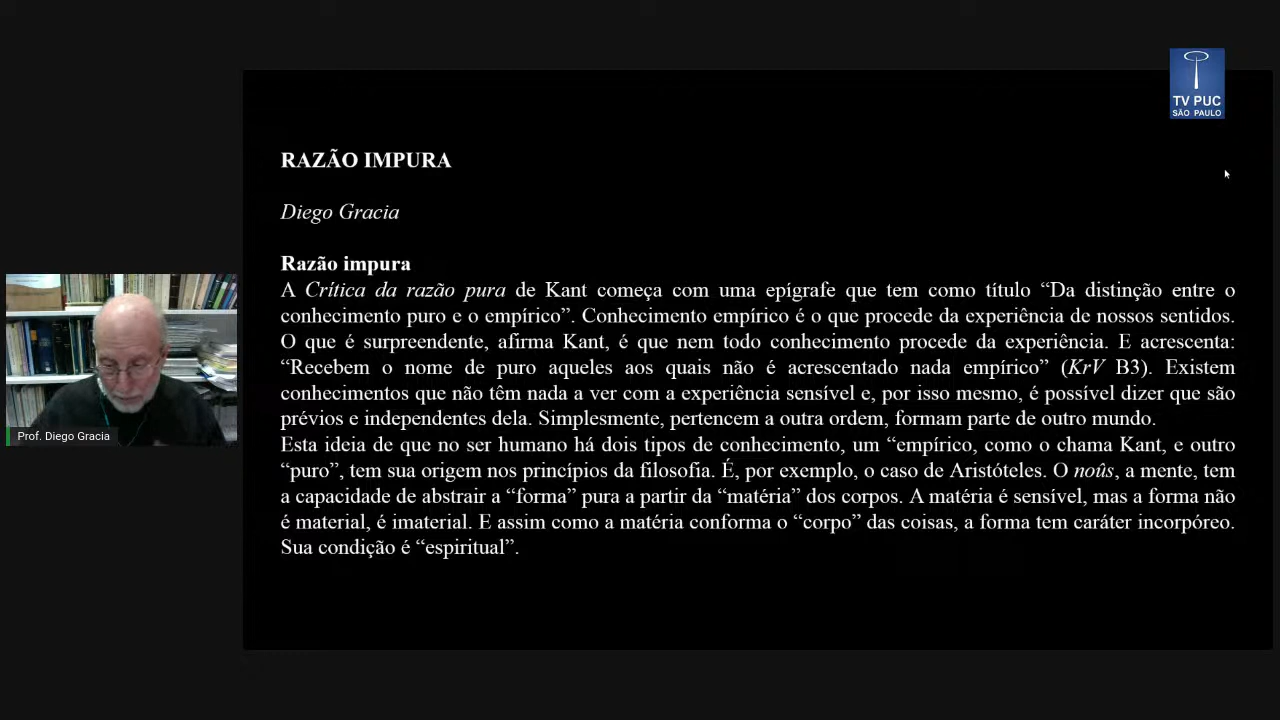 TV PUC
SÃO PAULO
RAZÃO IMPURA
Diego Gracia
Razão impura
A Crítica da razão pura de Kant começa com uma epígrafe que tem como título “Da distinção entre o
conhecimento puro e o empírico”. Conhecimento empírico é o que procede da experiência de nossos sentidos.
O que é surpreendente, afirma Kant, é que nem todo conhecimento procede da experiência. E acrescenta:
“Recebem o nome de puro aqueles aos quais não é acrescentado nada empírico” (KrV B3). Existem
conhecimentos que não têm nada a ver com a experiência sensível e, por isso mesmo, é possível dizer que são
prévios e independentes dela. Simplesmente, pertencem a outra ordem, formam parte de outro mundo.
Esta ideia de que no ser humano há dois tipos de conhecimento, um “empírico, como o chama Kant, e outro
“puro”, tem sua origem nos princípios da filosofia. É, por exemplo, o caso de Aristóteles. O noûs, a mente, tem
a capacidade de abstrair a “forma” pura a partir da “matéria” dos corpos. A matéria é sensível, mas a forma não
é material, é imaterial. E assim como a matéria conforma o “corpo” das coisas, a forma tem caráter incorpóreo.
Sua condição é “espiritual”.
Prof. Diego Gracia